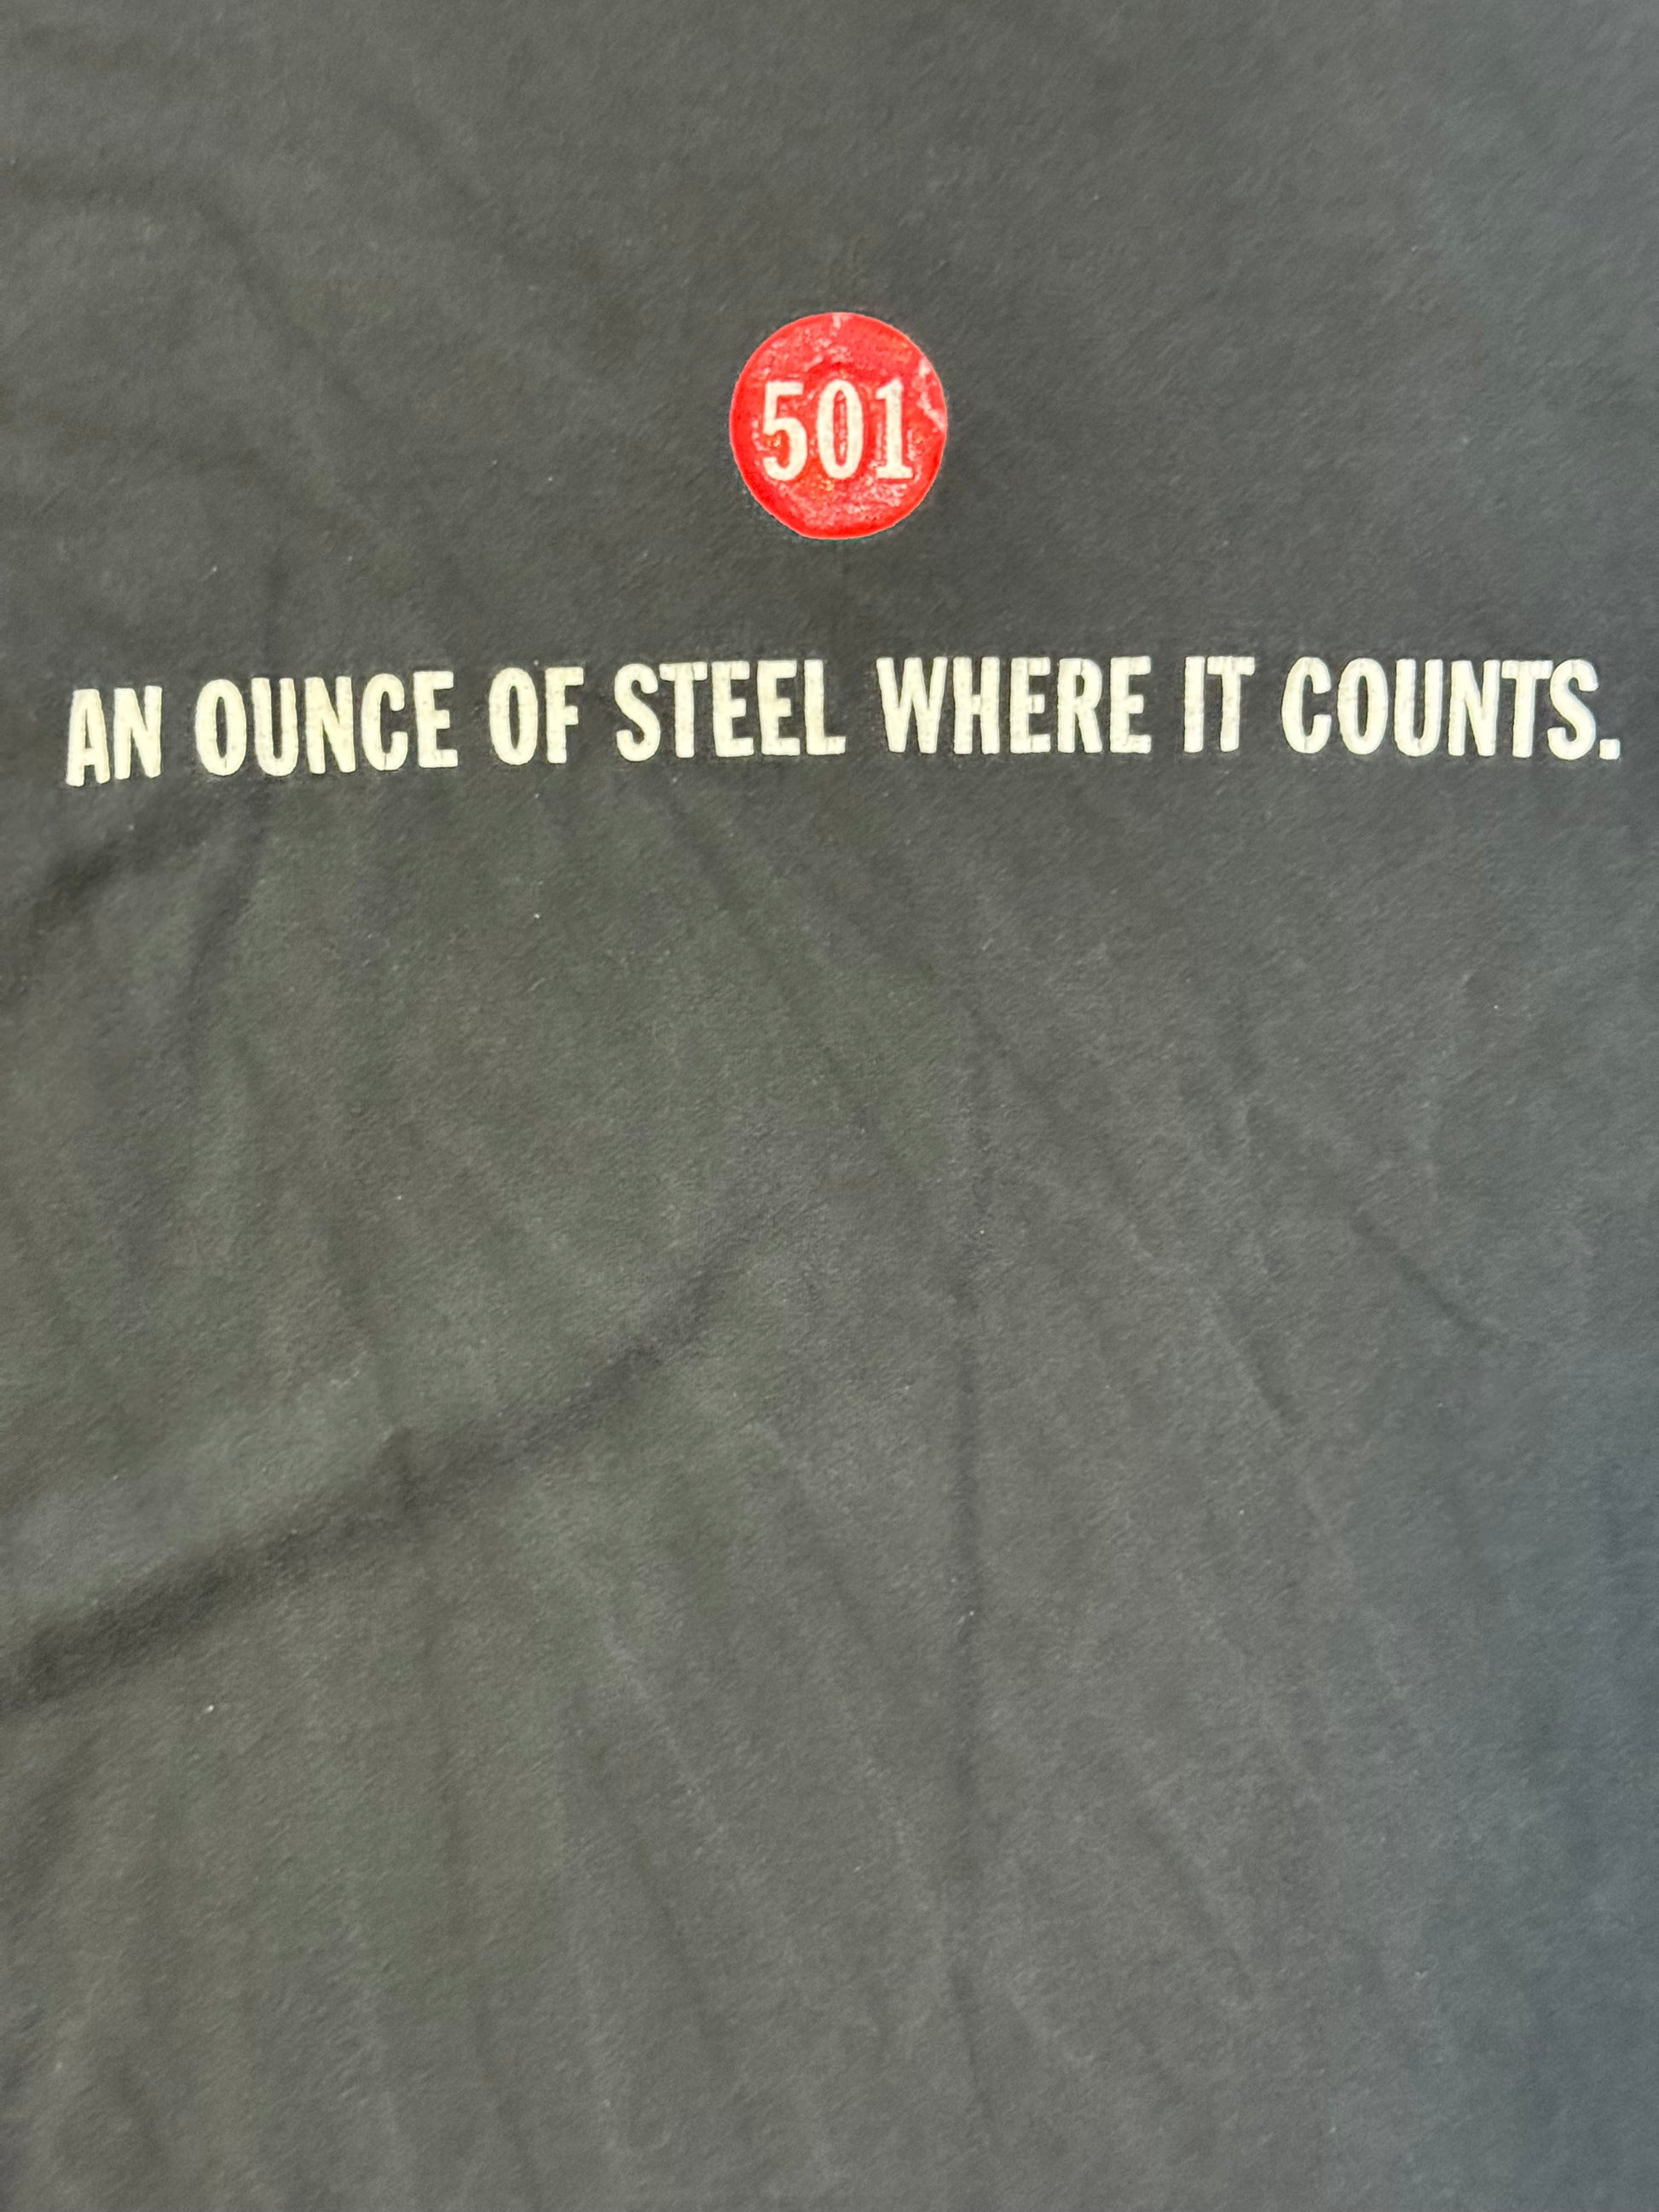 501
AN OUNCE OF STEEL WHERE IT COUNTS.